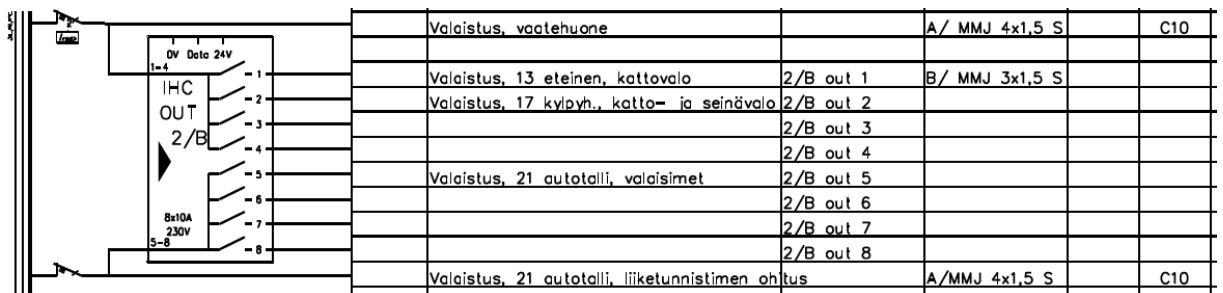 Valaistus, vaatehuone A/ MMJ 4x1,5 S C10
0V Data 24V
1-4
IHC
OUT
2/B
8x10A
230V
5-8
1 Valaistus, 13 eteinen, kattovalo 2/B out 1 B/ MMJ 3x1,5 S
2 Valaistus, 17 kylpyh., katto- ja seinävalo 2/B out 2
3 2/B out 3
4 2/B out 4
5 Valaistus, 21 autotalli, valaisimet 2/B out 5
6 2/B out 6
7 2/B out 7
8 2/B out 8
Valaistus, 21 autotalli, liiketunnistimen ohitus A/MMJ 4x1,5 S C10